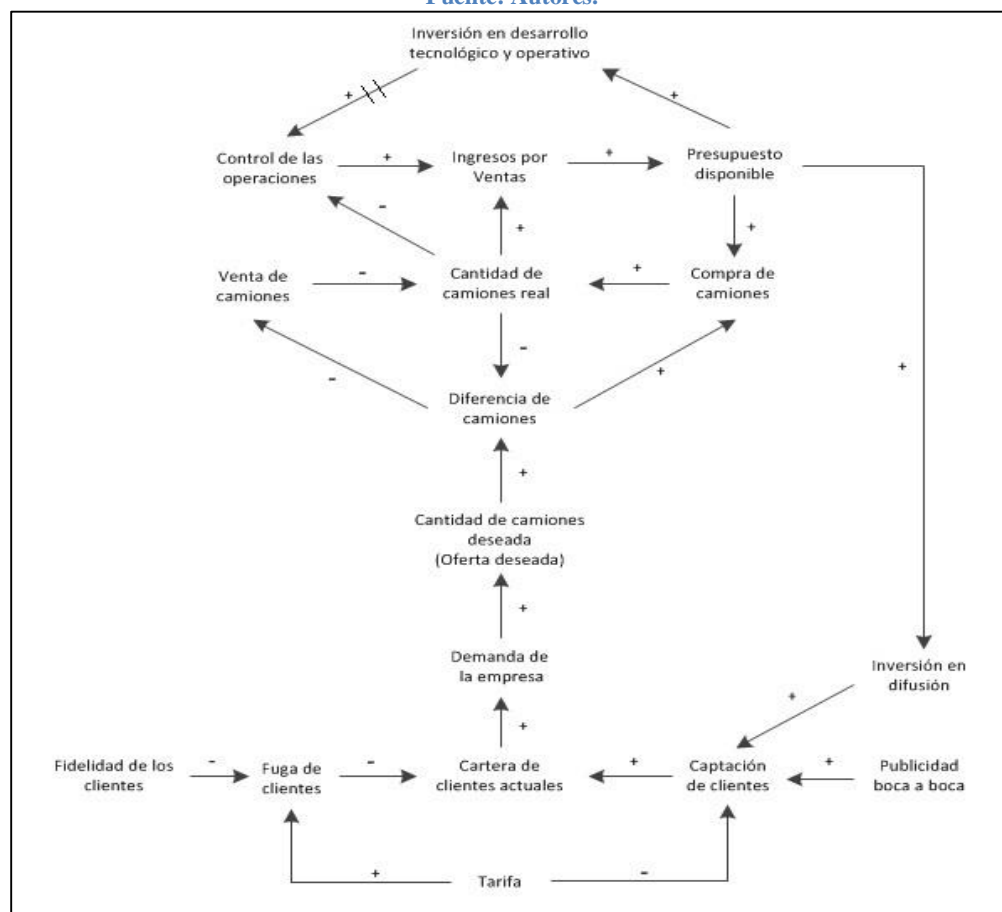 Fuente: Autores.
Inversión en desarrollo
tecnológico y operativo
+
+
Control de las
operaciones
+
Ingresos por
Ventas
+
Presupuesto
disponible
-
+
+
Venta de
camiones
-
Cantidad de
camiones real
+
Compra de
camiones
-
-
+
+
Diferencia de
camiones
+
Cantidad de camiones
deseada
(Oferta deseada)
+
Demanda de
la empresa
Inversión en
difusión
+
+
Fidelidad de los
clientes
-
Fuga de
clientes
-
Cartera de
clientes actuales
+
Captación
de clientes
+
Publicidad
boca a boca
+
Tarifa
-